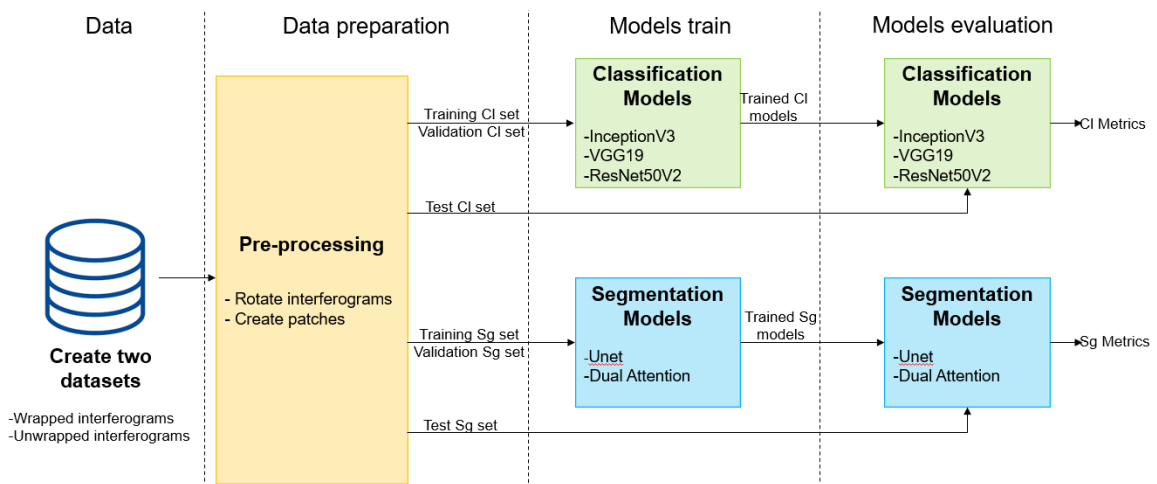 Data
Data preparation
Models train
Models evaluation
Create two
datasets
-Wrapped interferograms
-Unwrapped interferograms
Pre-processing
- Rotate interferograms
- Create patches
Training Cl set
Validation Cl set
Test Cl set
Training Sg set
Validation Sg set
Test Sg set
Classification
Models
-InceptionV3
-VGG19
-ResNet50V2
Trained Cl
models
Classification
Models
-InceptionV3
-VGG19
-ResNet50V2
Cl Metrics
Segmentation
Models
-Unet
-Dual Attention
Trained Sg
models
Segmentation
Models
-Unet
-Dual Attention
Sg Metrics